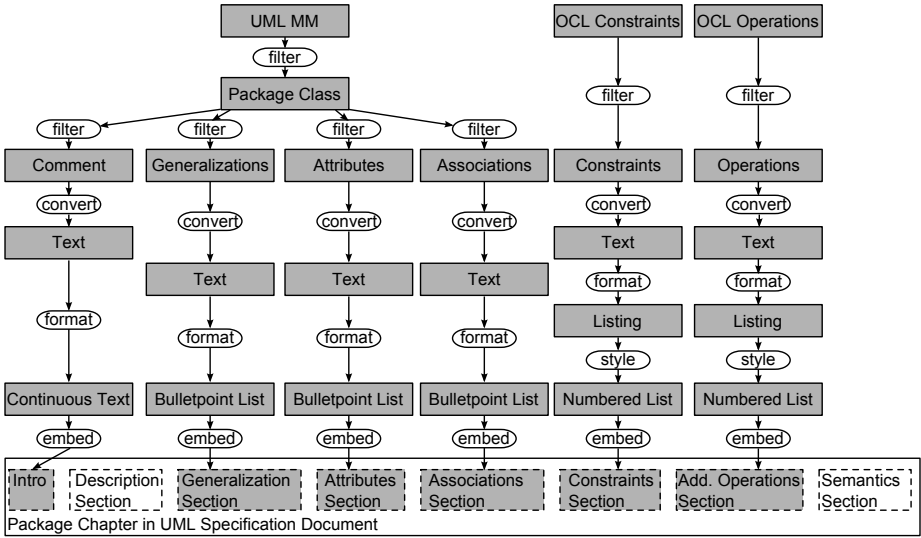 UML MM
OCL Constraints
OCL Operations
filter
Package Class
filter
filter
filter
filter
filter
filter
filter
Comment
Generalizations
Attributes
Associations
Constraints
Operations
convert
convert
convert
convert
convert
convert
Text
Text
Text
Text
Text
Text
format
format
format
format
format
format
Listing
Listing
style
style
Continuous Text
Bulletpoint List
Bulletpoint List
Bulletpoint List
Numbered List
Numbered List
embed
embed
embed
embed
embed
embed
Intro
Description
Section
Generalization
Section
Attributes
Section
Associations
Section
Constraints
Section
Add. Operations
Section
Semantics
Section
Package Chapter in UML Specification Document